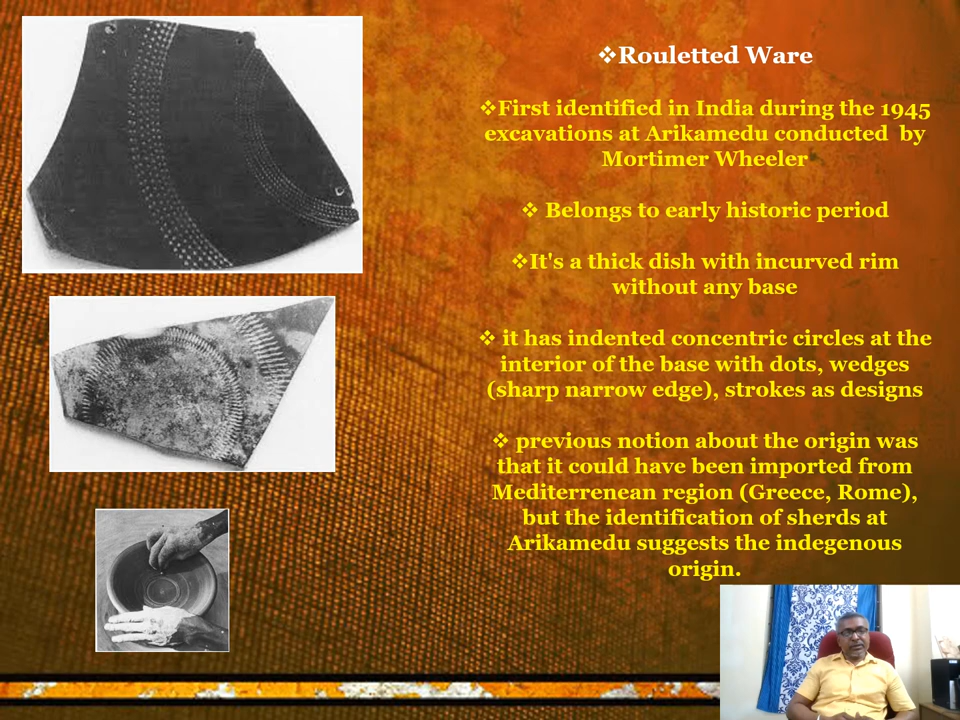 ❖Rouletted Ware
❖First identified in India during the 1945
excavations at Arikamedu conducted by
Mortimer Wheeler
❖ Belongs to early historic period
❖It's a thick dish with incurved rim
without any base
❖ it has indented concentric circles at the
interior of the base with dots, wedges
(sharp narrow edge), strokes as designs
❖ previous notion about the origin was
that it could have been imported from
Mediterrenean region (Greece, Rome),
but the identification of sherds at
Arikamedu suggests the indegenous
origin.